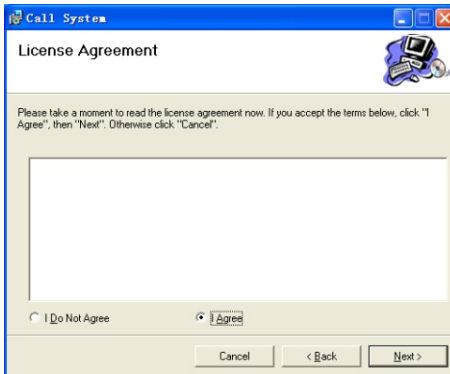 Call System
License Agreement
Please take a moment to read the license agreement now. If you accept the terms below, click "I
Agree", then "Next". Otherwise click "Cancel".
I Do Not Agree
I Agree
Cancel
< Back
Next >